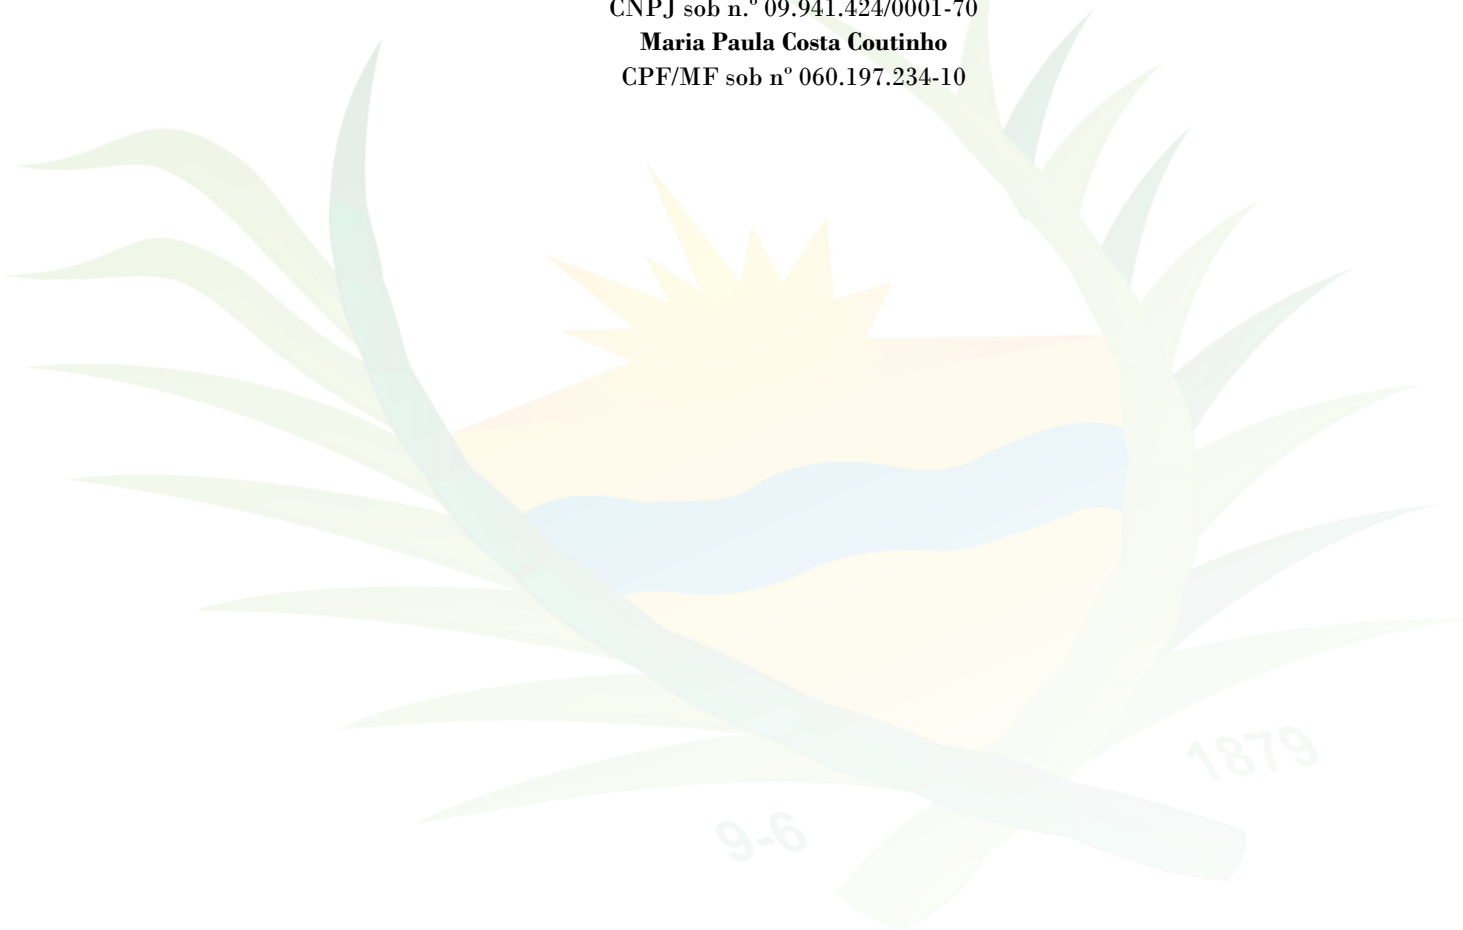 CNPJ sob n.º 09.941.424/0001-70
Maria Paula Costa Coutinho
CPF/MF sob nº 060.197.234-10
1879
9-6